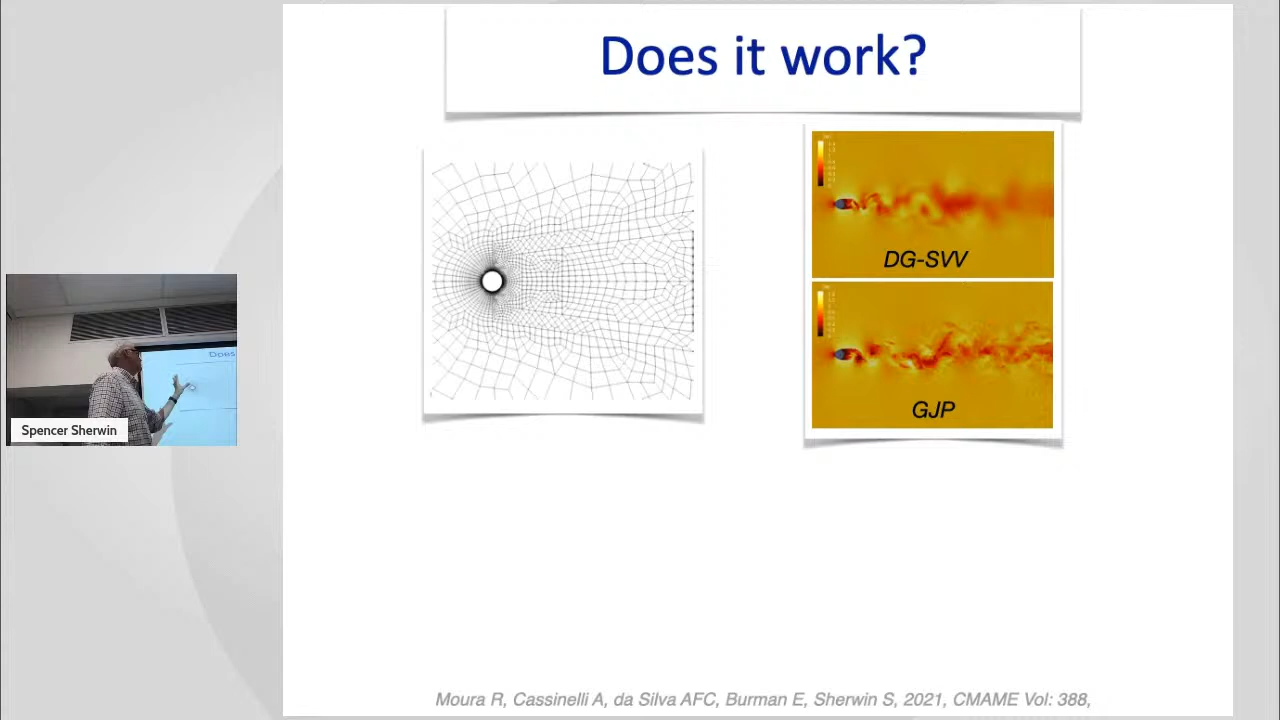 Does it work?
DG-SVV
GJP
Does
Spencer Sherwin
Moura R, Cassinelli A, da Silva AFC, Burman E, Sherwin S, 2021, CMAME Vol: 388,